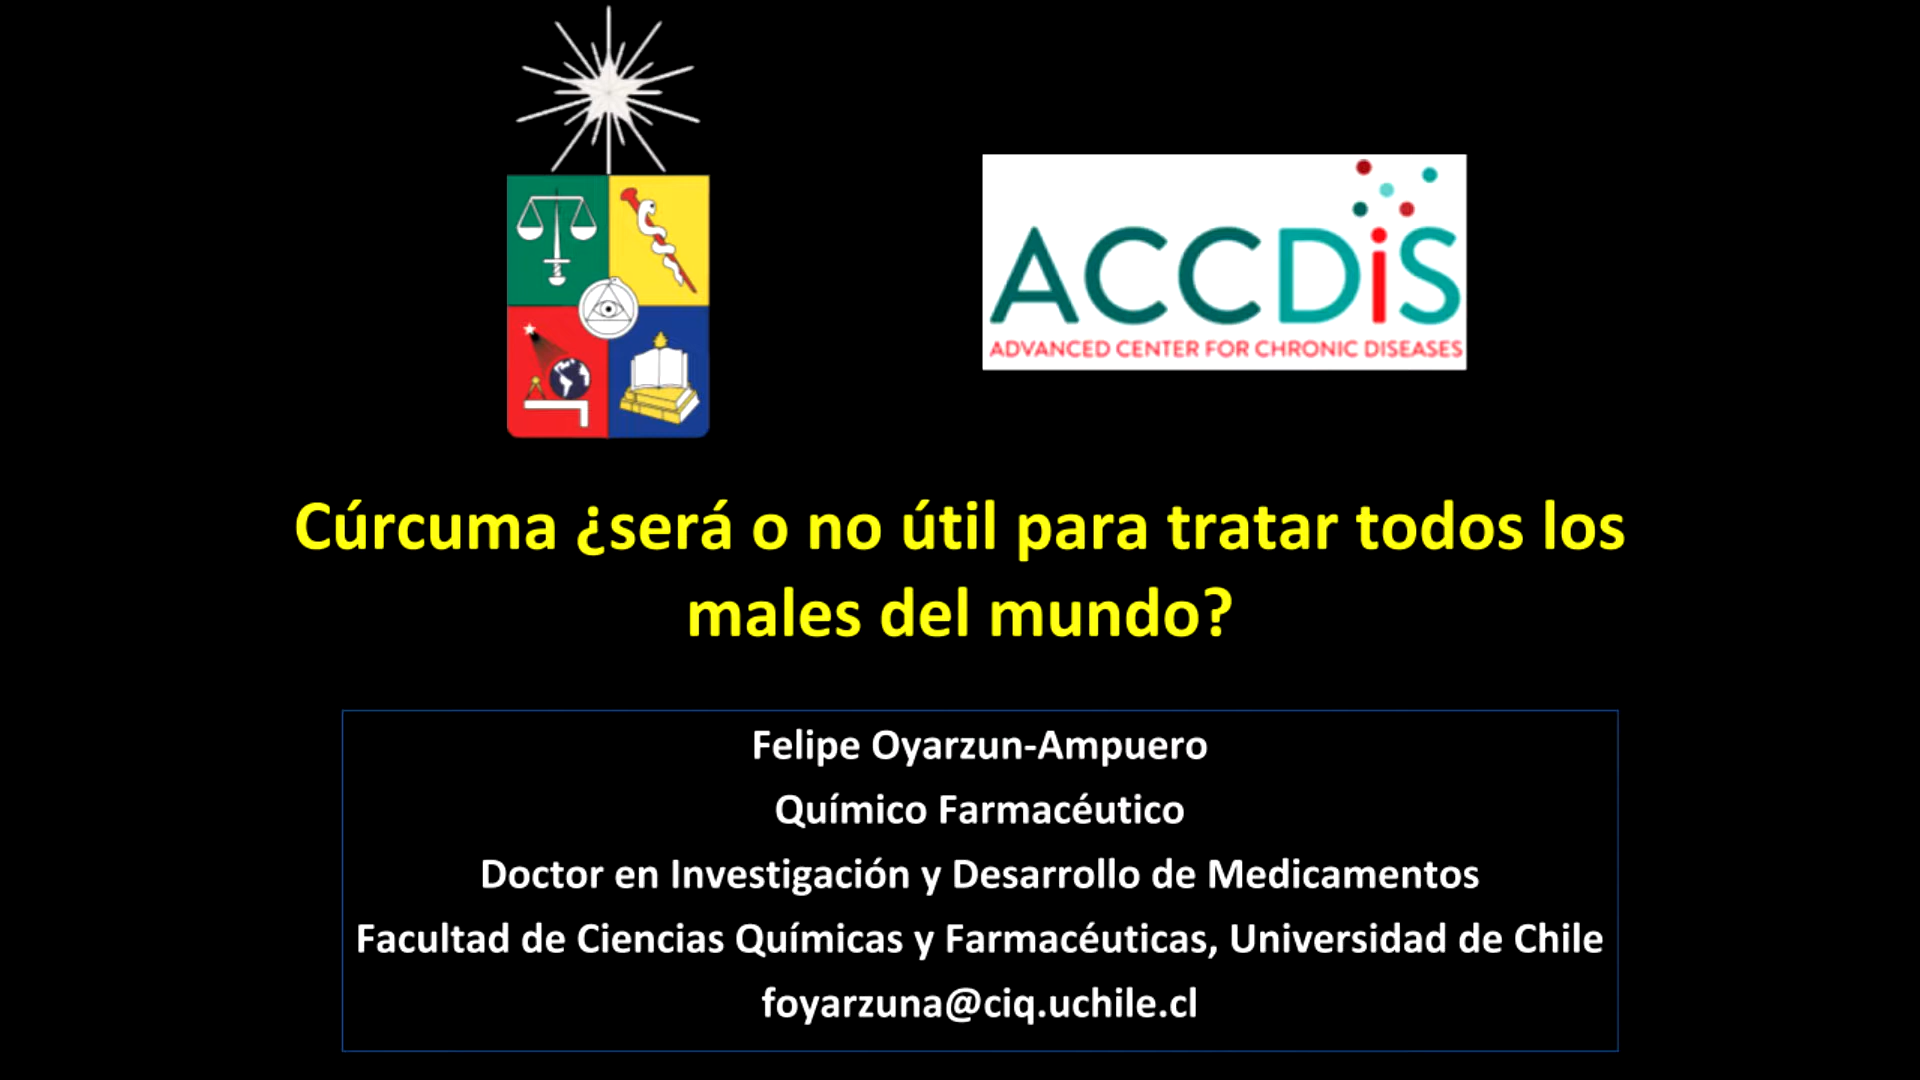 ACCDiS
ADVANCED CENTER FOR CHRONIC DISEASES
Cúrcuma ¿será o no útil para tratar todos los
males del mundo?
Felipe Oyarzun-Ampuero
Químico Farmacéutico
Doctor en Investigación y Desarrollo de Medicamentos
Facultad de Ciencias Químicas y Farmacéuticas, Universidad de Chile
foyarzuna@ciq.uchile.cl